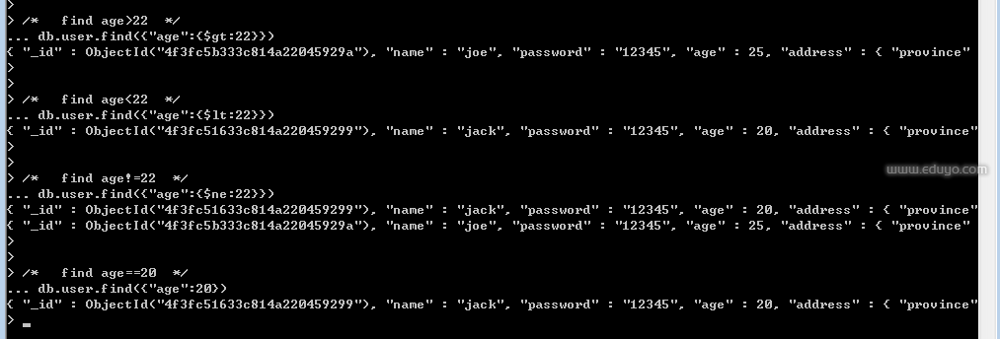 >
> /*   find age>22  */
... db.user.find({"age":{$gt:22}})
{ "_id" : ObjectId("4f3fc5b333c814a22045929a"), "name" : "joe", "password" : "12345", "age" : 25, "address" : { "province"
>
>
> /*   find age<22  */
... db.user.find({"age":{$lt:22}})
{ "_id" : ObjectId("4f3fc51633c814a220459299"), "name" : "jack", "password" : "12345", "age" : 20, "address" : { "province"
>
>
www.eduyo.com
> /*   find age!=22  */
... db.user.find({"age":{$ne:22}})
{ "_id" : ObjectId("4f3fc51633c814a220459299"), "name" : "jack", "password" : "12345", "age" : 20, "address" : { "province"
{ "_id" : ObjectId("4f3fc5b333c814a22045929a"), "name" : "joe", "password" : "12345", "age" : 25, "address" : { "province"
>
> /*   find age==20  */
... db.user.find({"age":20})
{ "_id" : ObjectId("4f3fc51633c814a220459299"), "name" : "jack", "password" : "12345", "age" : 20, "address" : { "province"
> _